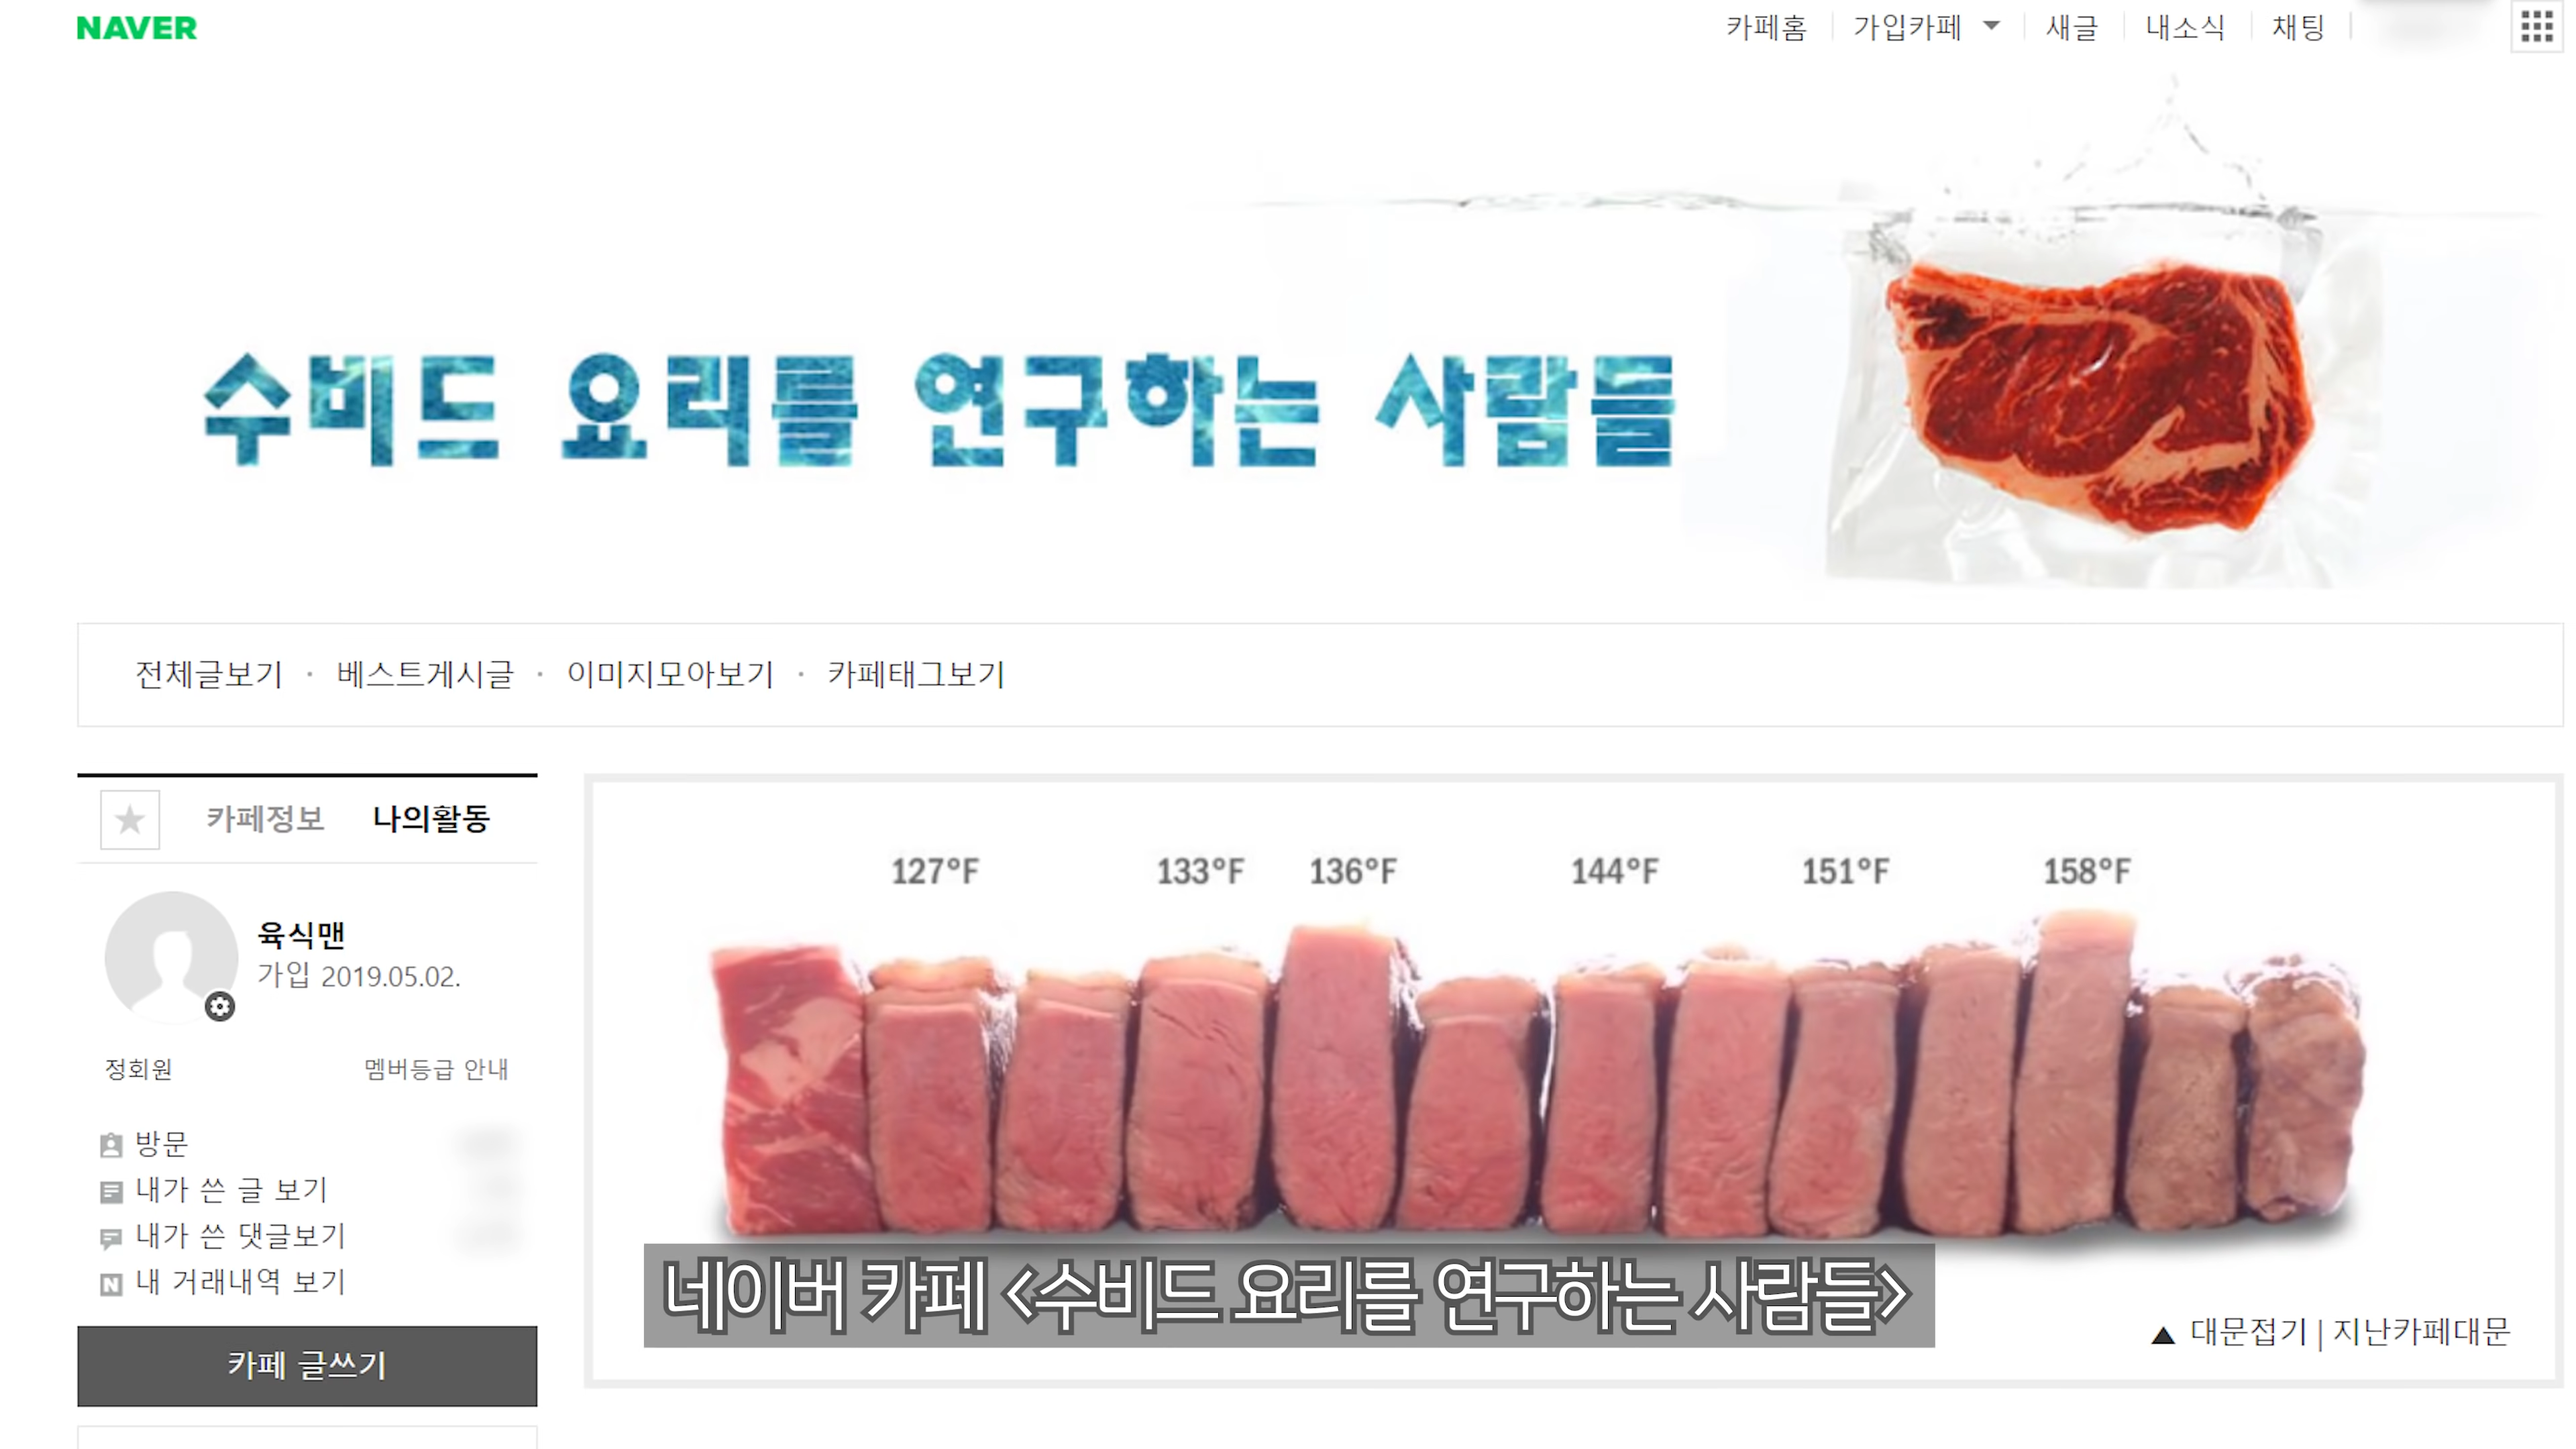 NAVER
카페홈 가입카페 새글 내소식 채팅
수비드 요리를 연구하는 사람들
전체글보기 · 베스트게시글 · 이미지모아보기 · 카페태그보기
카페정보 나의활동
육식맨
가입 2019.05.02.
정회원 멤버등급 안내
방문
내가 쓴 글 보기
내가 쓴 댓글보기
내 거래내역 보기
카페 글쓰기
127°F 133°F 136°F 144°F 151°F 158°F
네이버 카페 <수비드 요리를 연구하는 사람들>
▲ 대문접기 | 지난카페대문